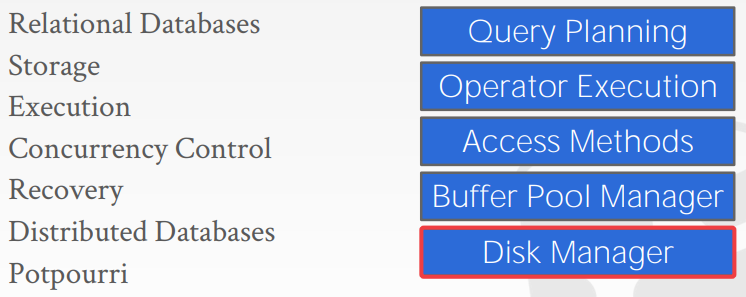 Relational Databases
Storage
Execution
Concurrency Control
Recovery
Distributed Databases
Potpourri
Query Planning
Operator Execution
Access Methods
Buffer Pool Manager
Disk Manager